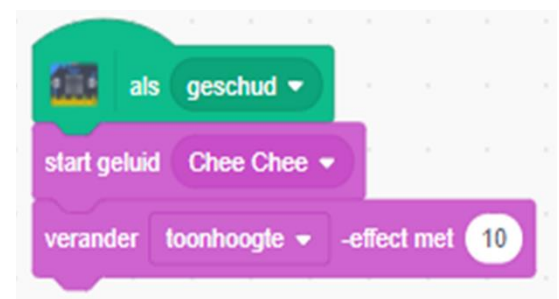 als geschud
start geluid Chee Chee
verander toonhoogte -effect met 10